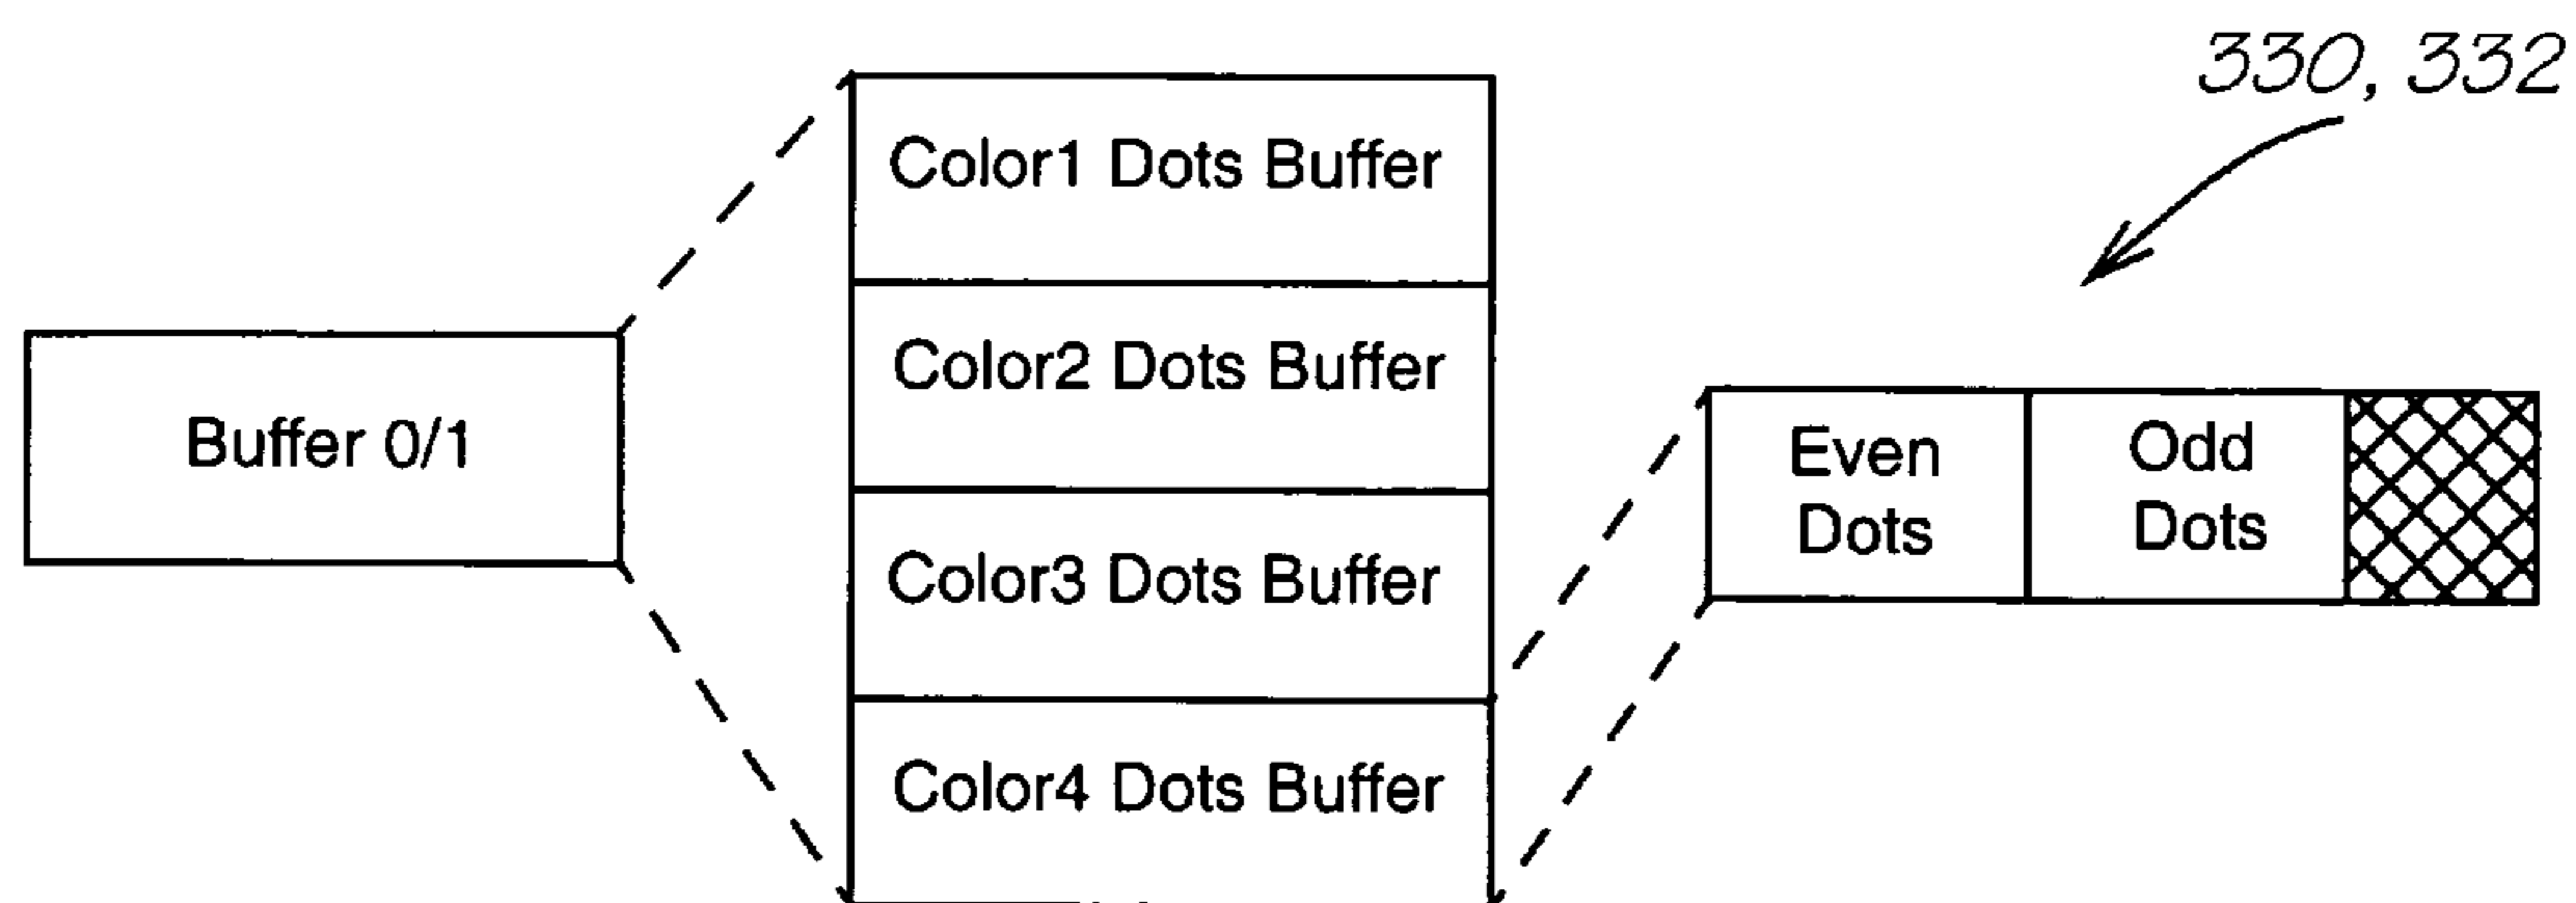 330, 332
Color1 Dots Buffer
Color2 Dots Buffer
Buffer 0/1
Even
Dots
Odd
Dots
Color3 Dots Buffer
Color4 Dots Buffer